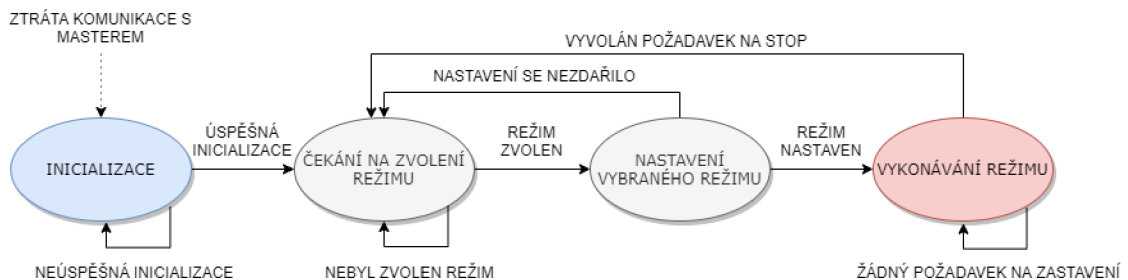 ZTRÁTA KOMUNIKACE S
MASTEREM
VYVOLÁN POŽADAVEK NA STOP
NASTAVENÍ SE NEZDAŘILO
ÚSPĚŠNÁ
INICIALIZACE
REŽIM
ZVOLEN
REŽIM
NASTAVEN
INICIALIZACE
ČEKÁNÍ NA ZVOLENÍ
REŽIMU
NASTAVENÍ
VYBRANÉHO REŽIMU
VYKONÁVÁNÍ REŽIMU
NEÚSPĚŠNÁ INICIALIZACE
NEBYL ZVOLEN REŽIM
ŽÁDNÝ POŽADAVEK NA ZASTAVENÍ